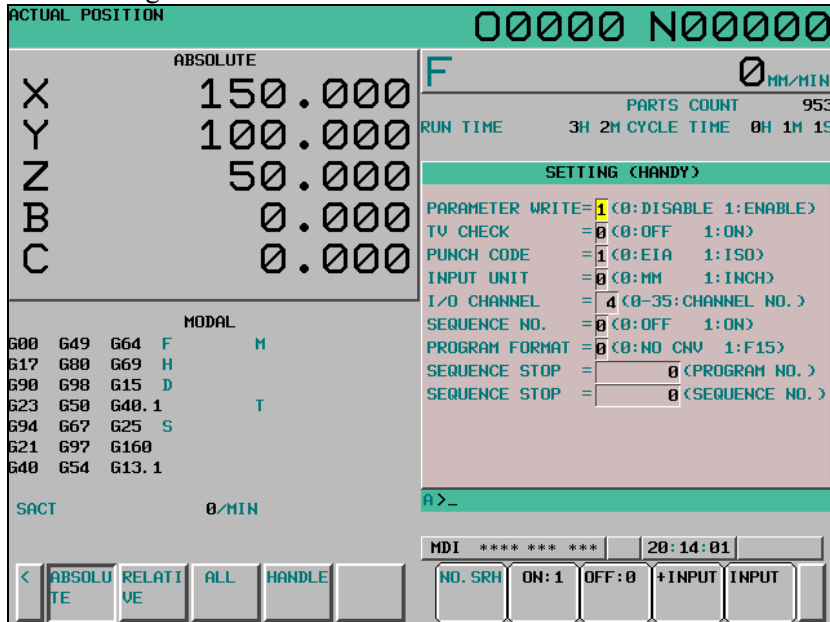 ACTUAL POSITION
O0000 N00000
ABSOLUTE
X 150.000
Y 100.000
Z 50.000
B 0.000
C 0.000
F 0 MM/MIN
PARTS COUNT 953
RUN TIME 3H 2M CYCLE TIME 0H 1M 1S
SETTING (HANDY)
PARAMETER WRITE= 1 (0:DISABLE 1:ENABLE)
TV CHECK = 0 (0:OFF 1:ON)
PUNCH CODE = 1 (0:EIA 1:ISO)
INPUT UNIT = 0 (0:MM 1:INCH)
I/O CHANNEL = 4 (0-35:CHANNEL NO.)
SEQUENCE NO. = 0 (0:OFF 1:ON)
PROGRAM FORMAT = 0 (0:NO CNV 1:F15)
SEQUENCE STOP = 0 (PROGRAM NO.)
SEQUENCE STOP = 0 (SEQUENCE NO.)
MODAL
G00 G49 G64 F M
G17 G80 G69 H
G90 G98 G15 D
G23 G50 G40.1 T
G94 G67 G25 S
G21 G97 G160
G40 G54 G13.1
SACT 0/MIN
A>_
MDI **** *** *** 20:14:01
< ABSOLU RELATI ALL HANDLE
TE VE
NO.SRH ON:1 OFF:0 +INPUT INPUT